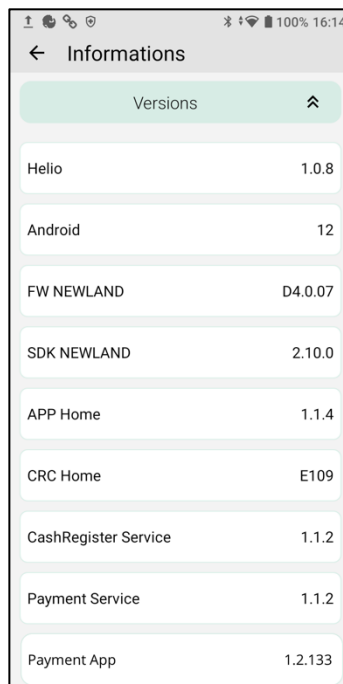 100% 16:14
Informations
Versions
Helio 1.0.8
Android 12
FW NEWLAND D4.0.07
SDK NEWLAND 2.10.0
APP Home 1.1.4
CRC Home E109
CashRegister Service 1.1.2
Payment Service 1.1.2
Payment App 1.2.133